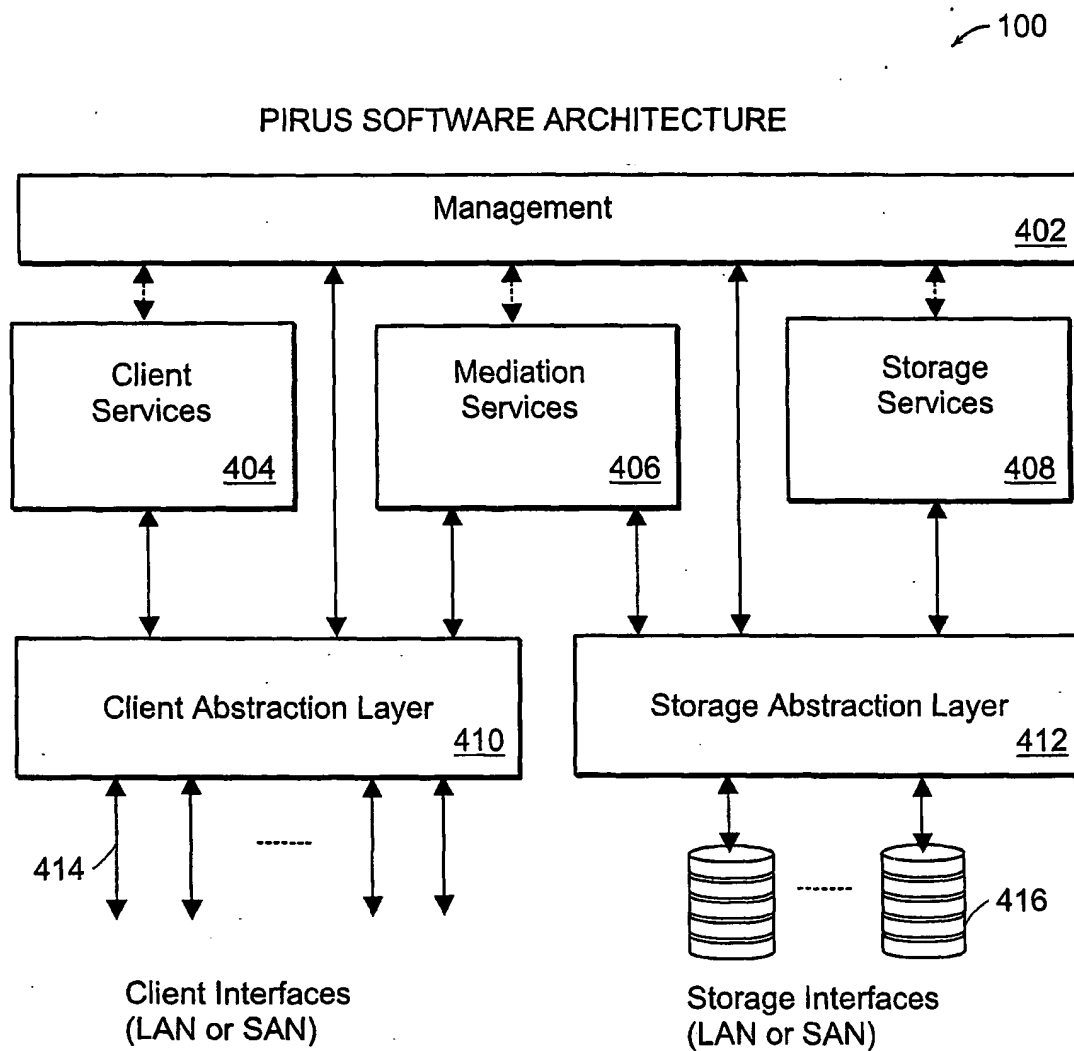 100
PIRUS SOFTWARE ARCHITECTURE
Management
402
Client
Services
404
Mediation
Services
406
Storage
Services
408
Client Abstraction Layer
410
Storage Abstraction Layer
412
414
416
Client Interfaces
(LAN or SAN)
Storage Interfaces
(LAN or SAN)